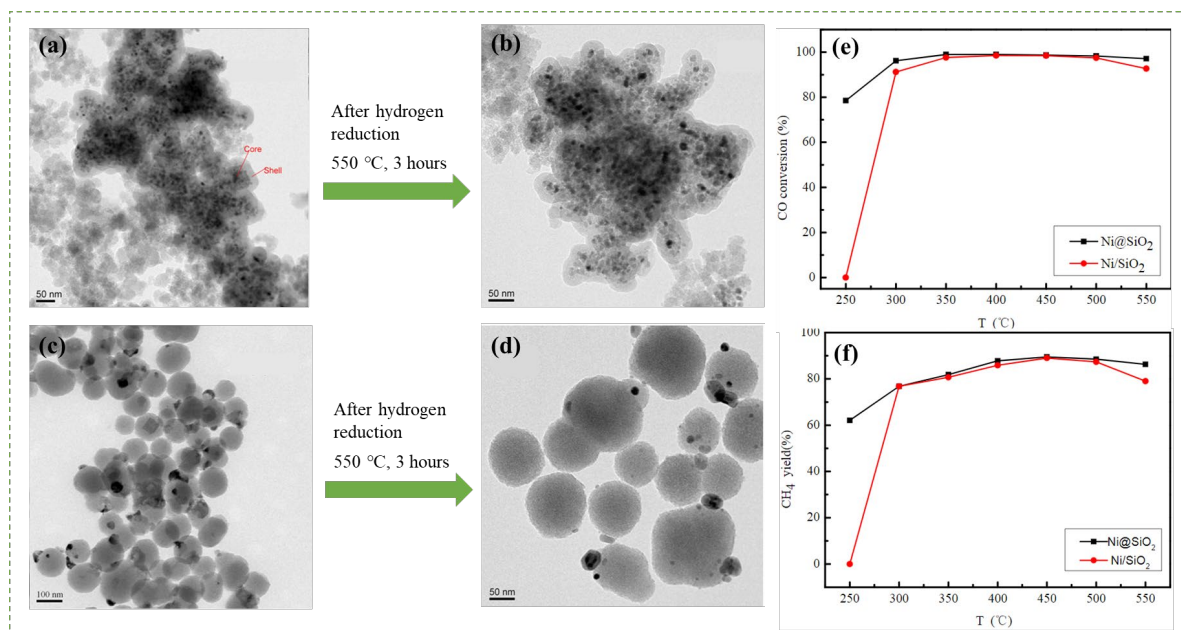 (a)
Core
Shell
50 nm
After hydrogen
reduction
550 °C, 3 hours
(b)
50 nm
(c)
100 nm
After hydrogen
reduction
550 °C, 3 hours
(d)
50 nm
(e)
CO conversion (%)
100
80
60
40
20
0
Ni@SiO₂
Ni/SiO₂
250 300 350 400 450 500 550
T (℃)
(f)
CH₄ yield(%)
100
80
60
40
20
0
Ni@SiO₂
Ni/SiO₂
250 300 350 400 450 500 550
T (℃)